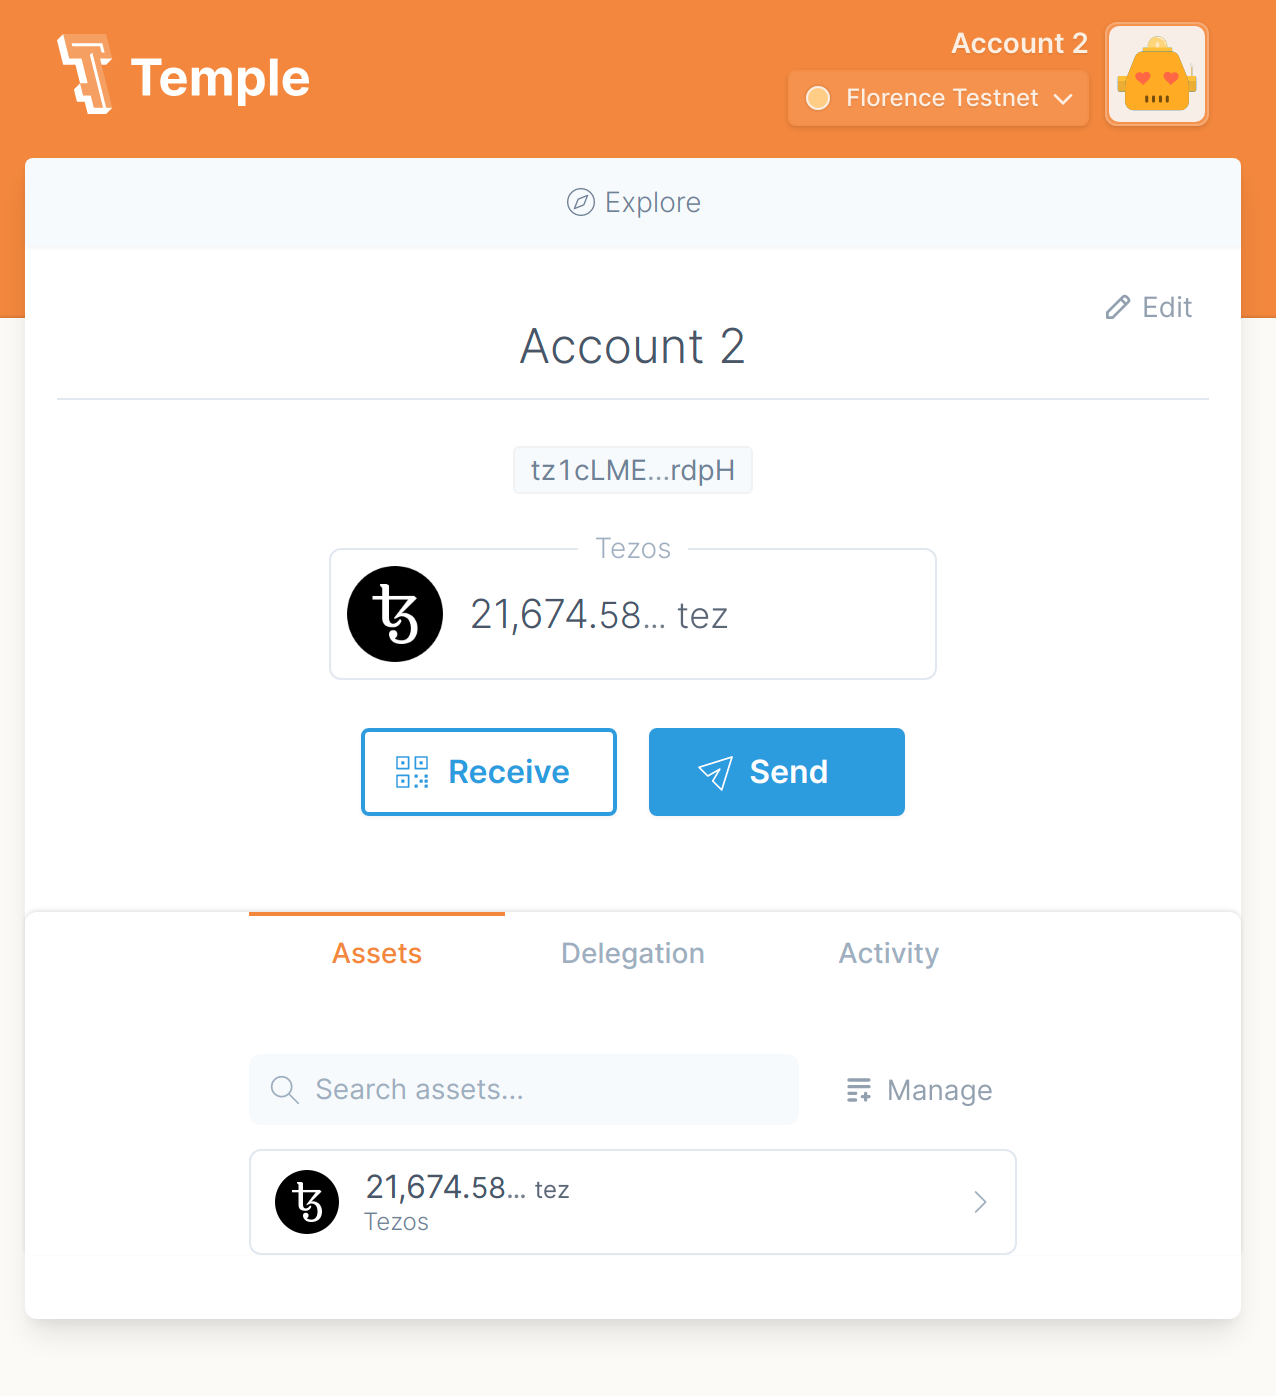 Temple
Account 2
Florence Testnet
Explore
Edit
Account 2
tz1cLME...rdpH
Tezos
21,674.58... tez
Receive
Send
Assets
Delegation
Activity
Search assets...
Manage
21,674.58... tez
Tezos